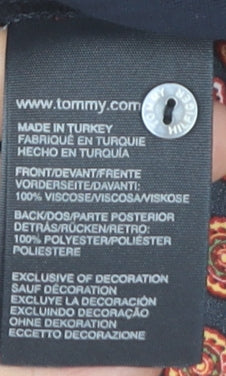 www.tommy.com
TOMMY HILFIGER
MADE IN TURKEY
FABRIQUÉ EN TURQUIE
HECHO EN TURQUÍA
FRONT/DEVANT/FRENTE
VORDERSEITE/DAVANTI:
100% VISCOSE/VISCOSA/VISKOSE
BACK/DOS/PARTE POSTERIOR
DETRÁS/RÜCKEN/RETRO:
100% POLYESTER/POLIÉSTER
POLIESTERE
EXCLUSIVE OF DECORATION
SAUF DÉCORATION
EXCLUYE LA DECORACIÓN
EXCLUINDO DECORAÇÃO
OHNE DEKORATION
ECCETTO DECORAZIONE